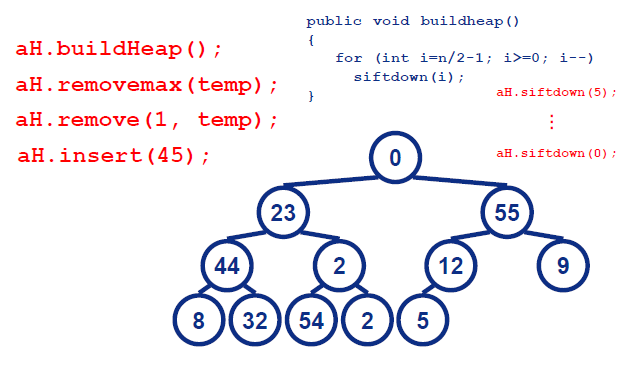 public void buildheap()
{
for (int i=n/2-1; i>=0; i--)
siftdown(i);
}
aH.buildHeap();
aH.removemax(temp);
aH.remove(1, temp);
aH.insert(45);
aH.siftdown(5);
⋮
aH.siftdown(0);
0
23 55
44 2 12 9
8 32 54 2 5